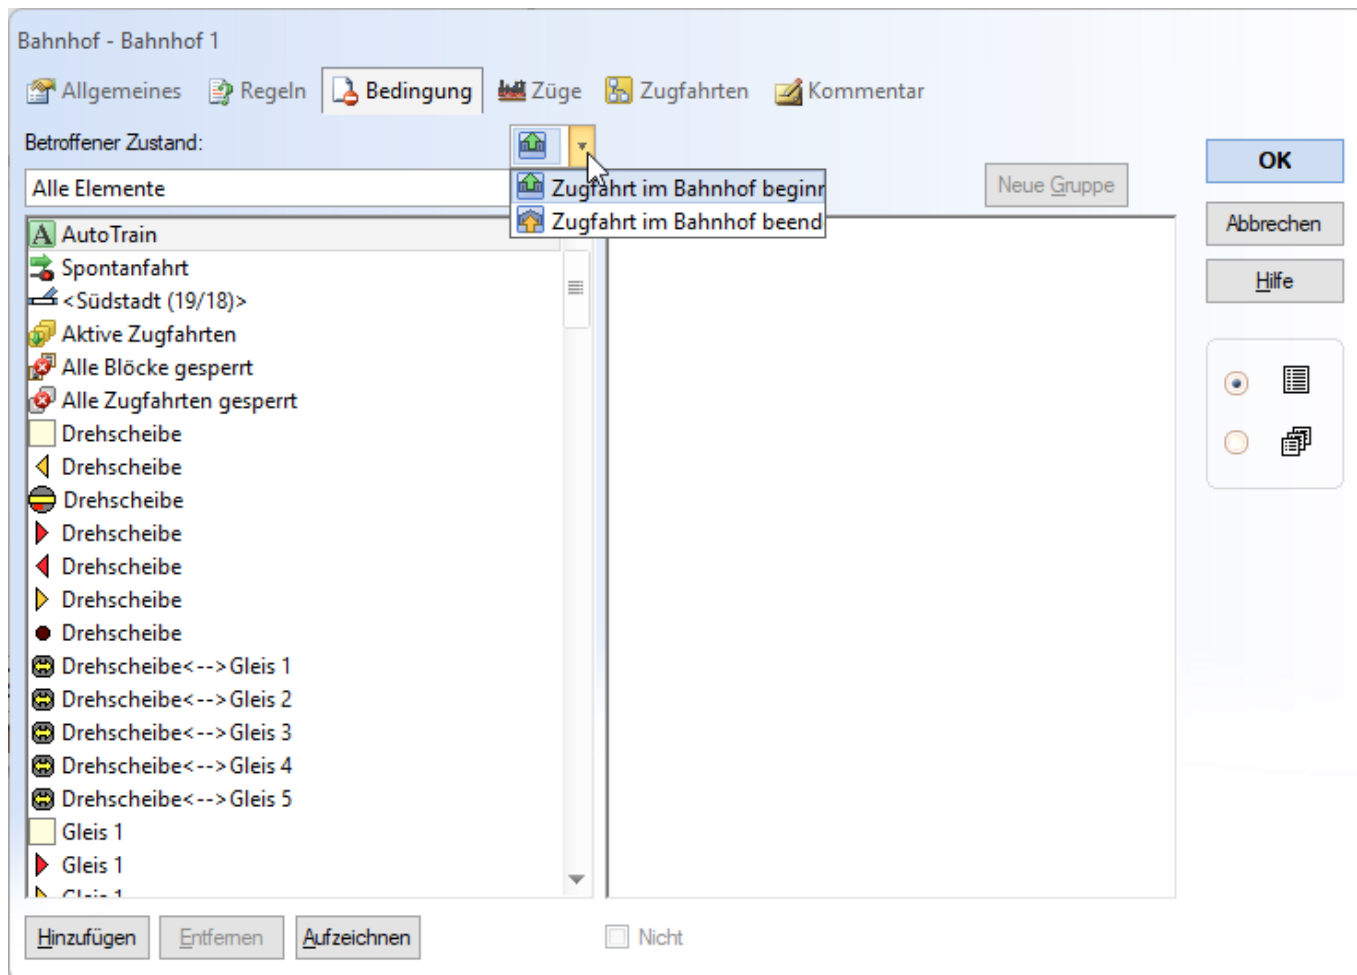 Bahnhof - Bahnhof 1
Allgemeines Regeln Bedingung Züge Zugfahrten Kommentar
Betroffener Zustand:
OK
Alle Elemente
Zugfahrt im Bahnhof beginn
Neue Gruppe
Zugfahrt im Bahnhof beend
Abbrechen
AutoTrain
Spontanfahrt
Hilfe
<Südstadt (19/18)>
Aktive Zugfahrten
Alle Blöcke gesperrt
Alle Zugfahrten gesperrt
Drehscheibe
Drehscheibe
Drehscheibe
Drehscheibe
Drehscheibe
Drehscheibe
Drehscheibe
Drehscheibe<-->Gleis 1
Drehscheibe<-->Gleis 2
Drehscheibe<-->Gleis 3
Drehscheibe<-->Gleis 4
Drehscheibe<-->Gleis 5
Gleis 1
Gleis 1
Gleis 1
Hinzufügen Entfernen Aufzeichnen Nicht